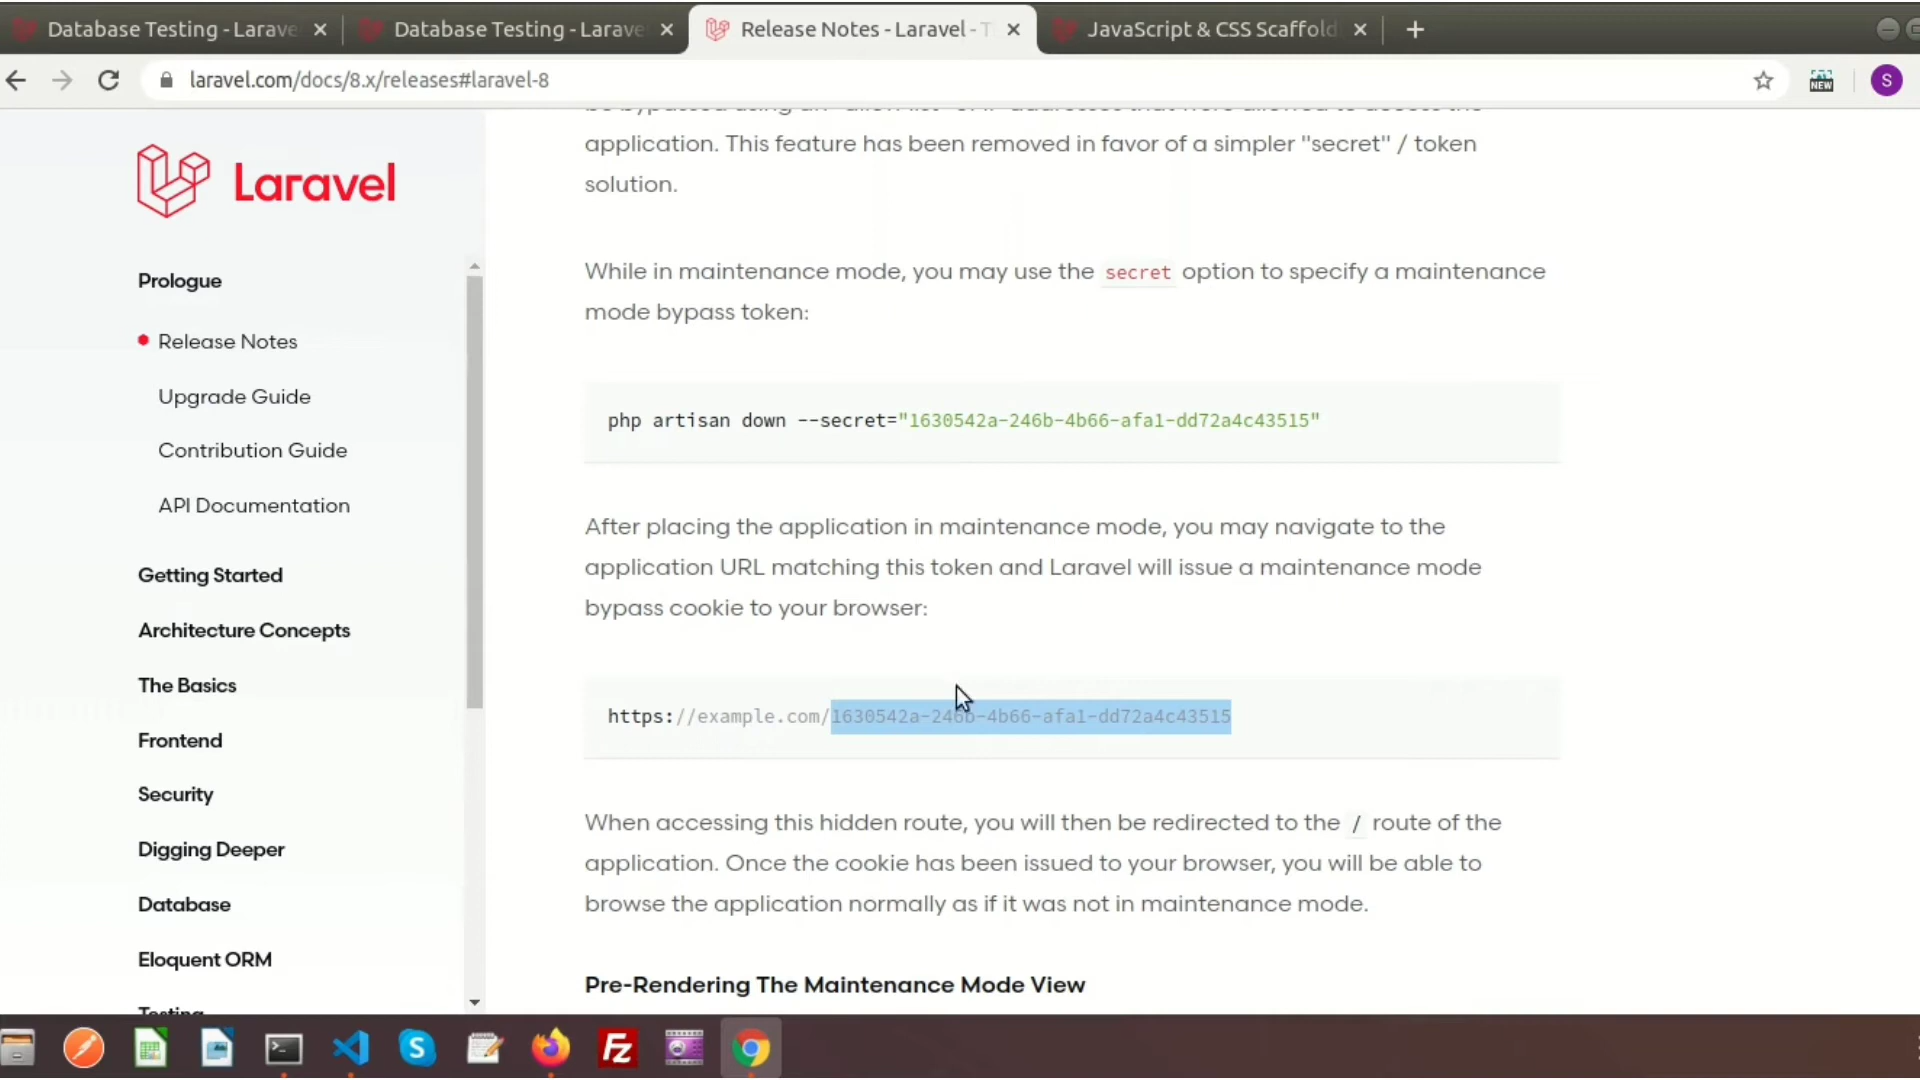 Database Testing - Larave
Database Testing - Larave
Release Notes - Laravel - T
JavaScript & CSS Scaffold
laravel.com/docs/8.x/releases#laravel-8
NEW
S
Laravel
Prologue
Release Notes
Upgrade Guide
Contribution Guide
API Documentation
Getting Started
Architecture Concepts
The Basics
Frontend
Security
Digging Deeper
Database
Eloquent ORM
Testing
application. This feature has been removed in favor of a simpler "secret" / token
solution.
While in maintenance mode, you may use the secret option to specify a maintenance
mode bypass token:
php artisan down --secret="1630542a-246b-4b66-afa1-dd72a4c43515"
After placing the application in maintenance mode, you may navigate to the
application URL matching this token and Laravel will issue a maintenance mode
bypass cookie to your browser:
https://example.com/1630542a-246b-4b66-afa1-dd72a4c43515
When accessing this hidden route, you will then be redirected to the / route of the
application. Once the cookie has been issued to your browser, you will be able to
browse the application normally as if it was not in maintenance mode.
Pre-Rendering The Maintenance Mode View